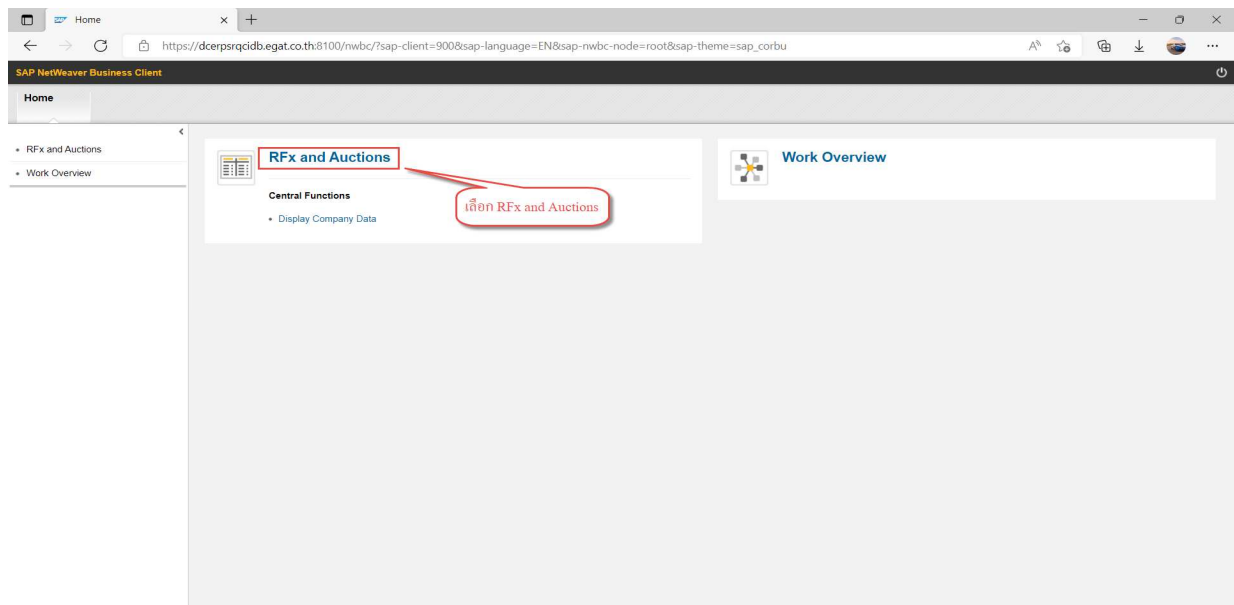 Home
https://dcerpsrqcidb.egat.co.th:8100/nwbc/?sap-client=900&sap-language=EN&sap-nwbc-node=root&sap-theme=sap_corbu
SAP NetWeaver Business Client
Home
RFx and Auctions
Work Overview
RFx and Auctions
Central Functions
Display Company Data
เลือก RFx and Auctions
Work Overview